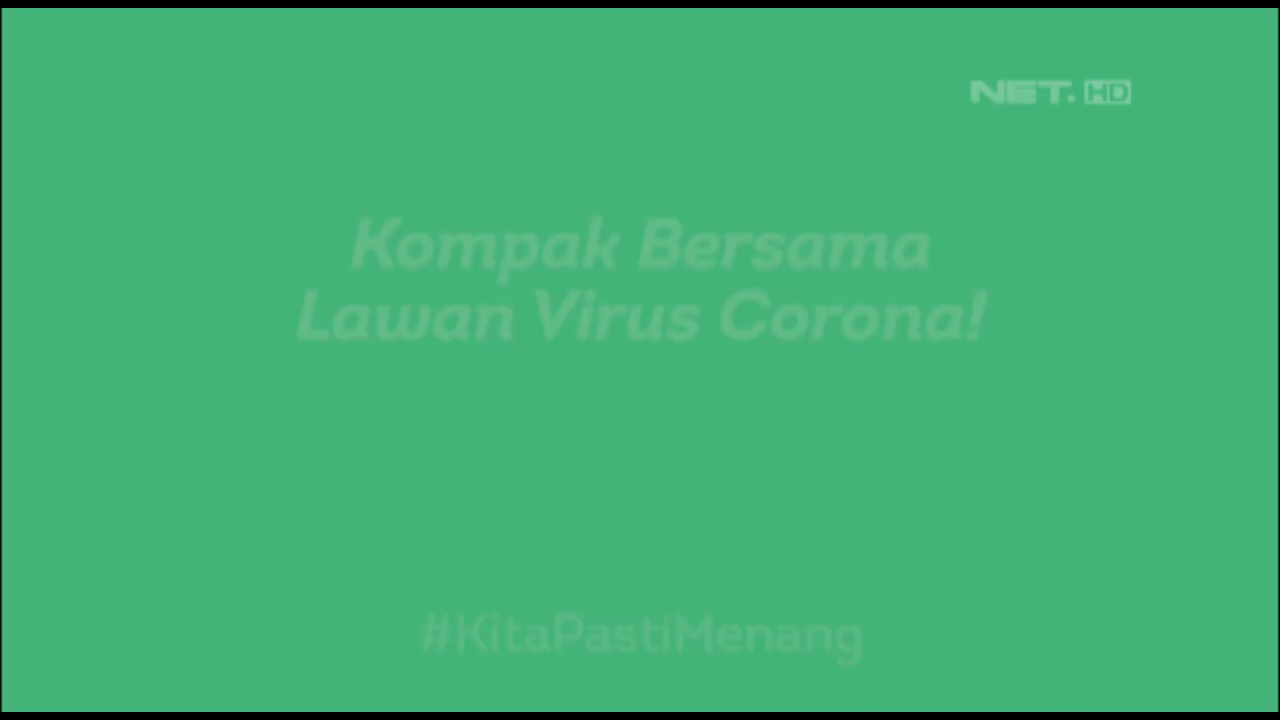 NET. HD
Kompak Bersama
Lawan Virus Corona!
#KitaPastiMenang